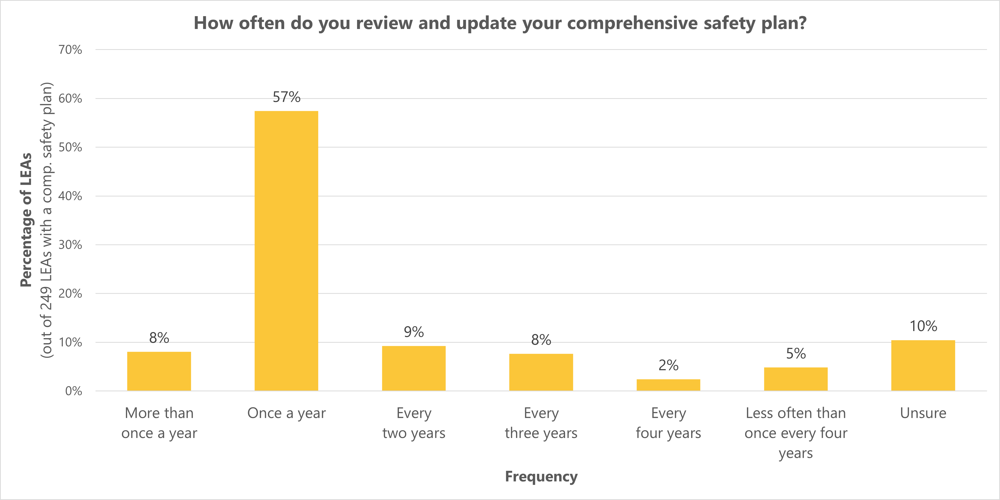 How often do you review and update your comprehensive safety plan?
Percentage of LEAs
(out of 249 LEAs with a comp. safety plan)
70%
60%
50%
40%
30%
20%
10%
0%
8%
57%
9%
8%
2%
5%
10%
More than
once a year
Once a year
Every
two years
Every
three years
Every
four years
Less often than
once every four
years
Unsure
Frequency